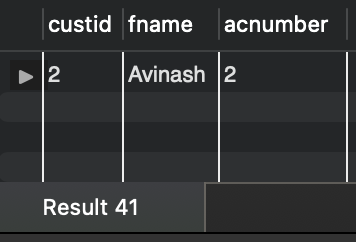 custid fname acnumber
2 Avinash 2
Result 41